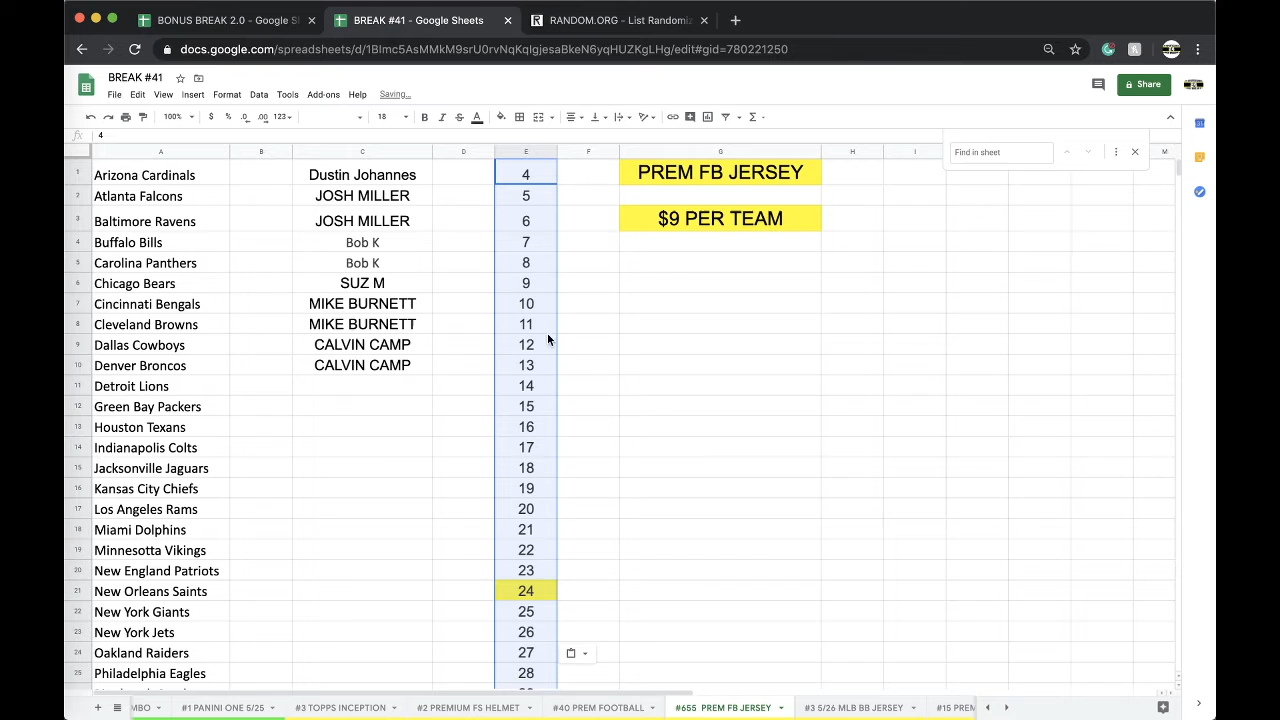 BONUS BREAK 2.0 - Google S
BREAK #41 - Google Sheets
RANDOM.ORG - List Randomiz
BREAK #41
File Edit View Insert Format Data Tools Add-ons Help Saving...
Share
100% $ % .0 .00 123 18 B I S A
fx 4
Find in sheet
A B C D E F G H I L M
1 Arizona Cardinals Dustin Johannes 4 PREM FB JERSEY
2 Atlanta Falcons JOSH MILLER 5
3 Baltimore Ravens JOSH MILLER 6 $9 PER TEAM
4 Buffalo Bills Bob K 7
5 Carolina Panthers Bob K 8
6 Chicago Bears SUZ M 9
7 Cincinnati Bengals MIKE BURNETT 10
8 Cleveland Browns MIKE BURNETT 11
9 Dallas Cowboys CALVIN CAMP 12
10 Denver Broncos CALVIN CAMP 13
11 Detroit Lions 14
12 Green Bay Packers 15
13 Houston Texans 16
14 Indianapolis Colts 17
15 Jacksonville Jaguars 18
16 Kansas City Chiefs 19
17 Los Angeles Rams 20
18 Miami Dolphins 21
19 Minnesotta Vikings 22
20 New England Patriots 23
21 New Orleans Saints 24
22 New York Giants 25
23 New York Jets 26
24 Oakland Raiders 27
25 Philadelphia Eagles 28
MBO #1 PANINI ONE 5/25 #3 TOPPS INCEPTION #2 PREMIUM FS HELMET #40 PREM FOOTBALL #655 PREM FB JERSEY #3 5/26 MLB BB JERSEY #15 PREM